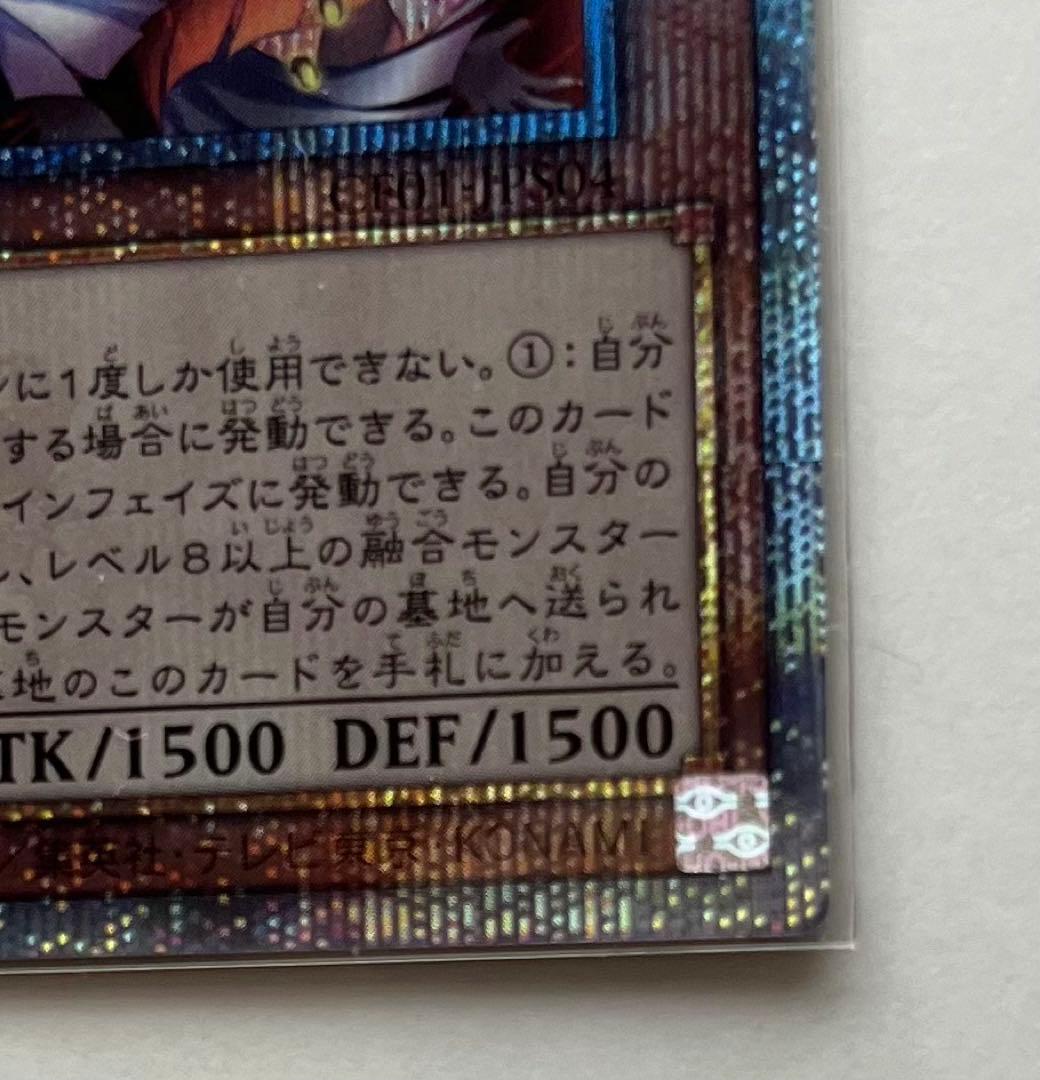 CF01-JPS04
に1度しか使用できない。①:自分
する場合に発動できる。このカード
インフェイズに発動できる。自分の
、レベル8以上の融合モンスター
モンスターが自分の墓地へ送られ
墓地のこのカードを手札に加える。
TK/1500 DEF/1500
集英社・テレビ東京・KONAMI